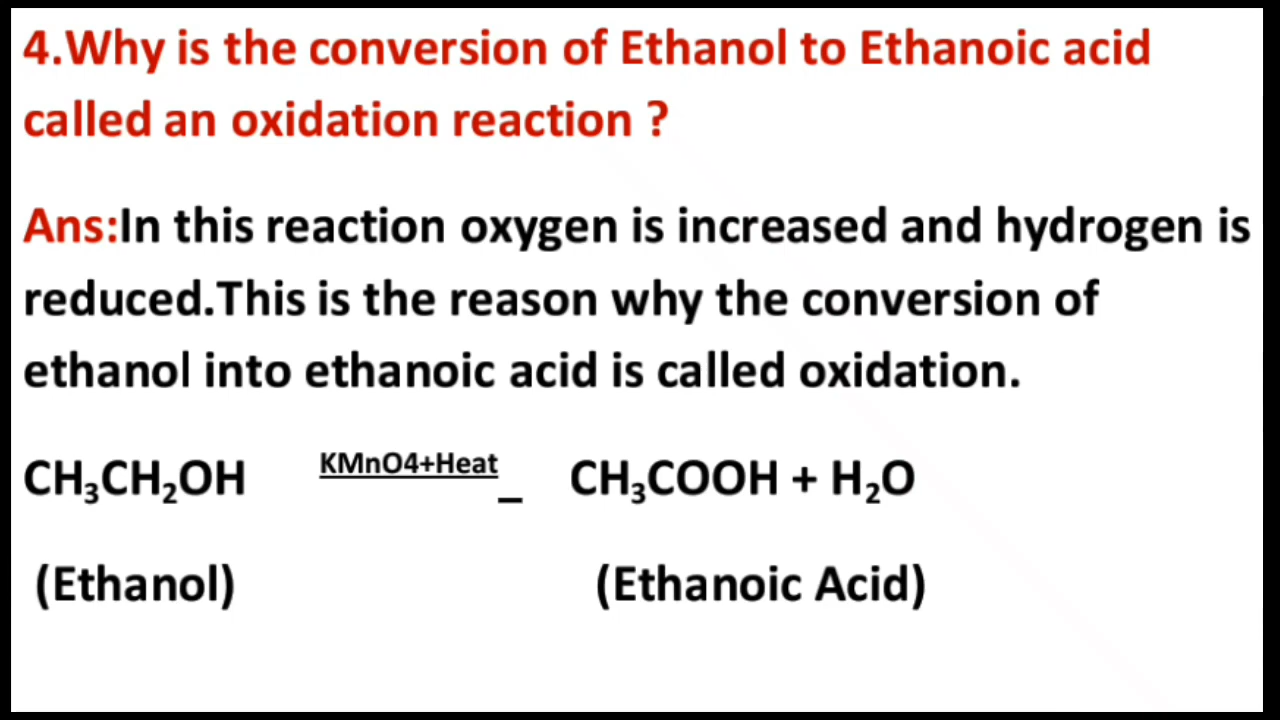 4.Why is the conversion of Ethanol to Ethanoic acid
called an oxidation reaction ?
Ans:In this reaction oxygen is increased and hydrogen is
reduced.This is the reason why the conversion of
ethanol into ethanoic acid is called oxidation.
CH₃CH₂OH KMnO4+Heat_ CH₃COOH + H₂O
(Ethanol) (Ethanoic Acid)